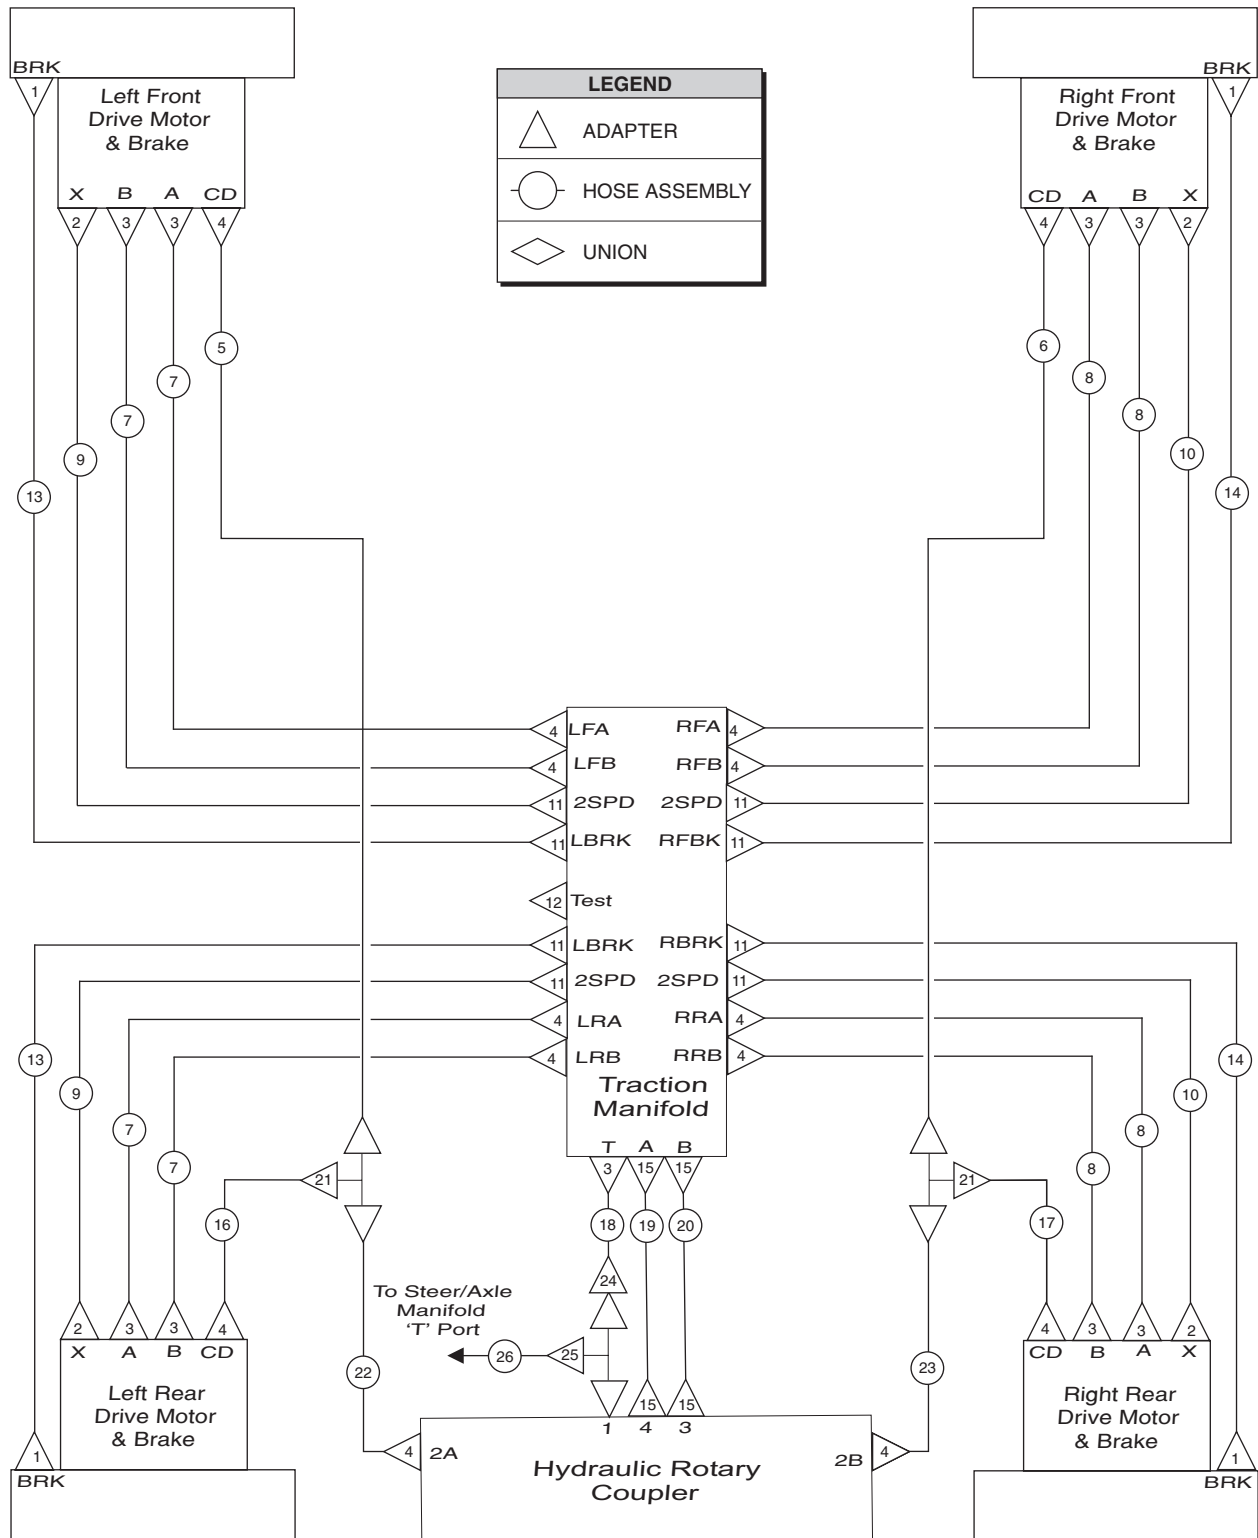 BRK
1
Left Front
Drive Motor
& Brake
X B A CD
2 3 3 4
LEGEND
ADAPTER
HOSE ASSEMBLY
UNION
BRK
1
Right Front
Drive Motor
& Brake
CD A B X
4 3 3 2
5
7
7
9
13
6
8
8
10
14
4 LFA RFA 4
4 LFB RFB 4
11 2SPD 2SPD 11
11 LBRK RFBK 11
12 Test
11 LBRK RBRK 11
11 2SPD 2SPD 11
4 LRA RRA 4
4 LRB RRB 4
Traction
Manifold
T A B
3 15 15
13
9
7
7
16
21
14
10
8
8
17
21
18 19 20
24
To Steer/Axle
Manifold
'T' Port
26 25
22
23
15 15
1 4 3
4 2A
2B 4
Hydraulic Rotary
Coupler
2 3 3 4
X A B CD
Left Rear
Drive Motor
& Brake
1
BRK
4 3 3 2
CD B A X
Right Rear
Drive Motor
& Brake
1
BRK